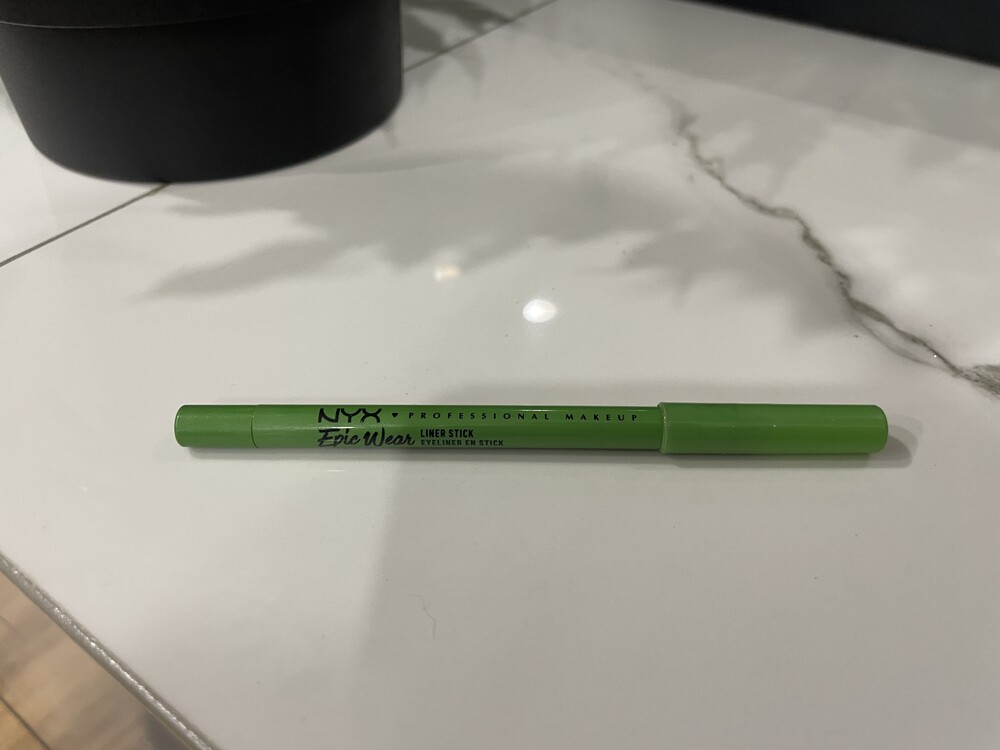 NYX ♥ PROFESSIONAL MAKEUP
Epic Wear LINER STICK
EYELINER EN STICK